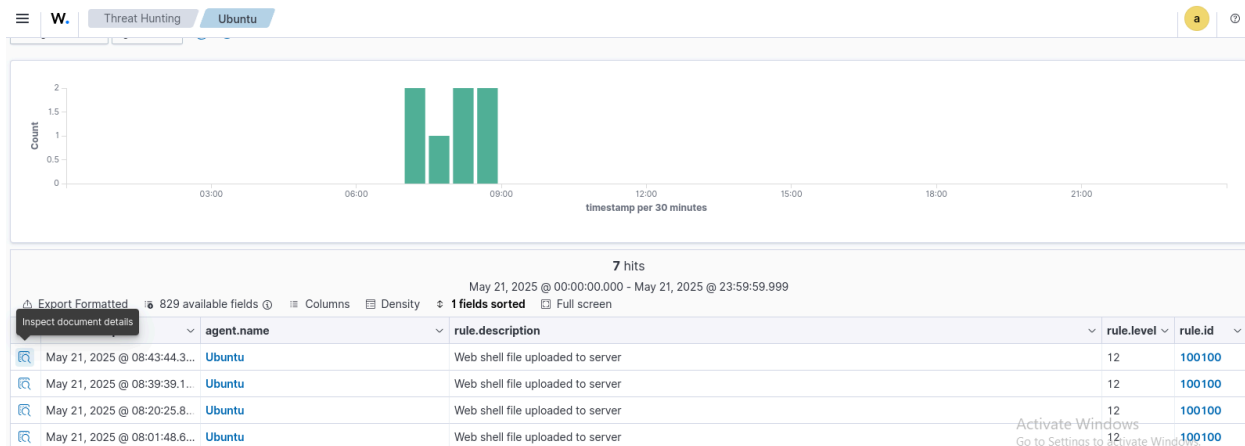 W. Threat Hunting Ubuntu a
Count
2
1.5
1
0.5
0
03:00 06:00 09:00 12:00 15:00 18:00 21:00
timestamp per 30 minutes
7 hits
May 21, 2025 @ 00:00:00.000 - May 21, 2025 @ 23:59:59.999
Export Formatted 829 available fields Columns Density 1 fields sorted Full screen
Inspect document details
agent.name rule.description rule.level rule.id
May 21, 2025 @ 08:43:44.3... Ubuntu Web shell file uploaded to server 12 100100
May 21, 2025 @ 08:39:39.1... Ubuntu Web shell file uploaded to server 12 100100
May 21, 2025 @ 08:20:25.8... Ubuntu Web shell file uploaded to server 12 100100
May 21, 2025 @ 08:01:48.6... Ubuntu Web shell file uploaded to server 12 100100
Activate Windows
Go to Settings to activate Windows.